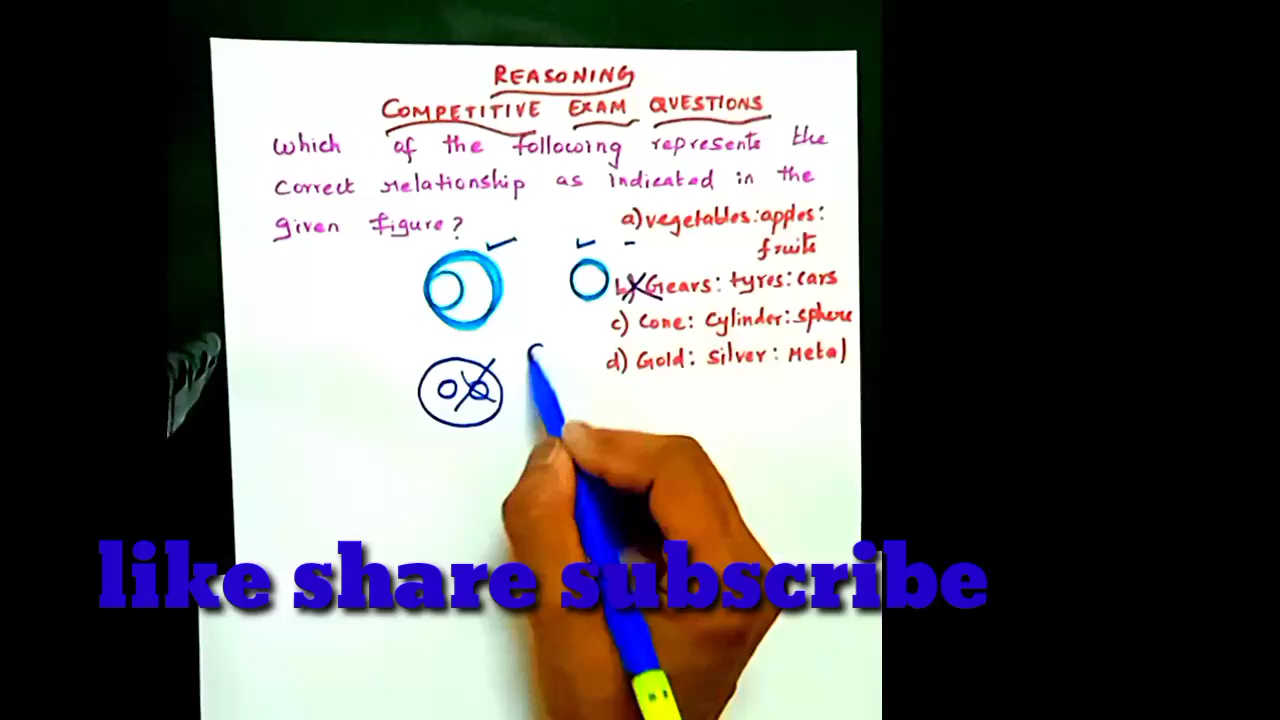 REASONING
COMPETITIVE EXAM QUESTIONS
Which of the following represents the
correct relationship as indicated in the
given figure?
a) vegetables : apples :
fruits
b) Gears : tyres : cars
c) Cone : Cylinder : sphere
d) Gold : silver : Metal
like share subscribe